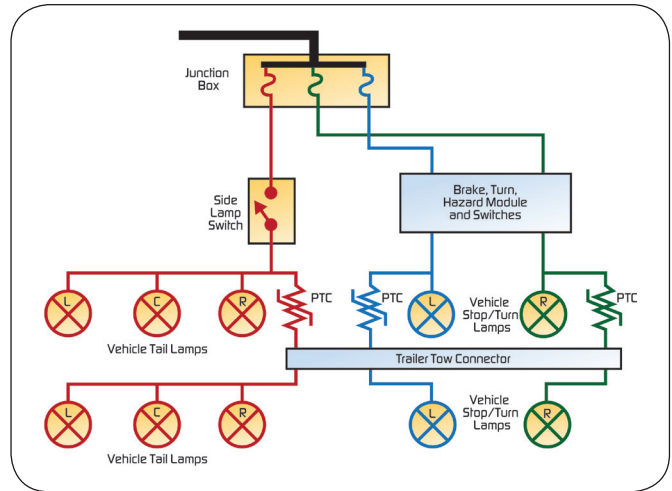 Junction
Box
Side
Lamp
Switch
Brake, Turn,
Hazard Module
and Switches
L
C
R
PTC
PTC
L
Vehicle
Stop/Turn
Lamps
R
PTC
Vehicle Tail Lamps
Trailer Tow Connector
L
C
R
L
Vehicle
Stop/Turn
Lamps
R
Vehicle Tail Lamps